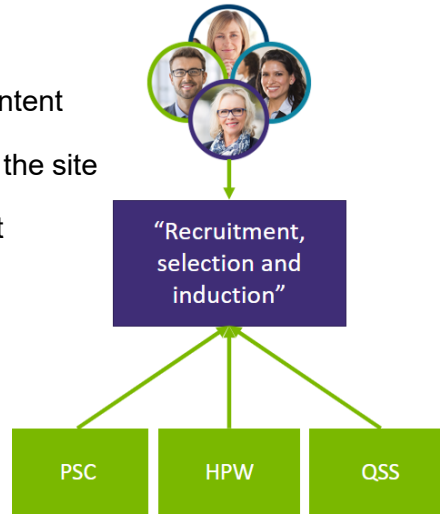 ntent
the site
t
“Recruitment,
selection and
induction”
PSC HPW QSS